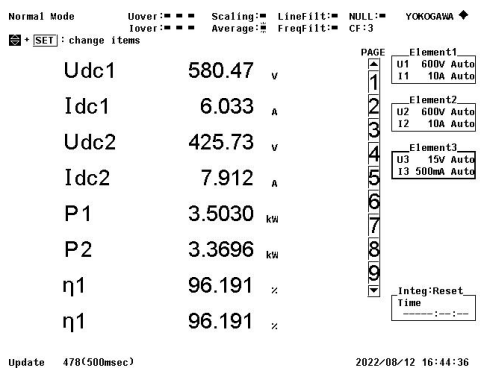 Normal Mode Uover: Scaling: LineFilt: NULL: YOKOGAWA
Iover: Average: FreqFilt: CF:3
+ SET : change items
PAGE
Udc1 580.47 V
Idc1 6.033 A
Udc2 425.73 V
Idc2 7.912 A
P1 3.5030 kW
P2 3.3696 kW
η1 96.191 %
η1 96.191 %
1
2
3
4
5
6
7
8
9
Element1
U1 600V Auto
I1 10A Auto
Element2
U2 600V Auto
I2 10A Auto
Element3
U3 15V Auto
I3 500mA Auto
Integ:Reset
Time
-----:--:--
Update 478(500msec) 2022/08/12 16:44:36